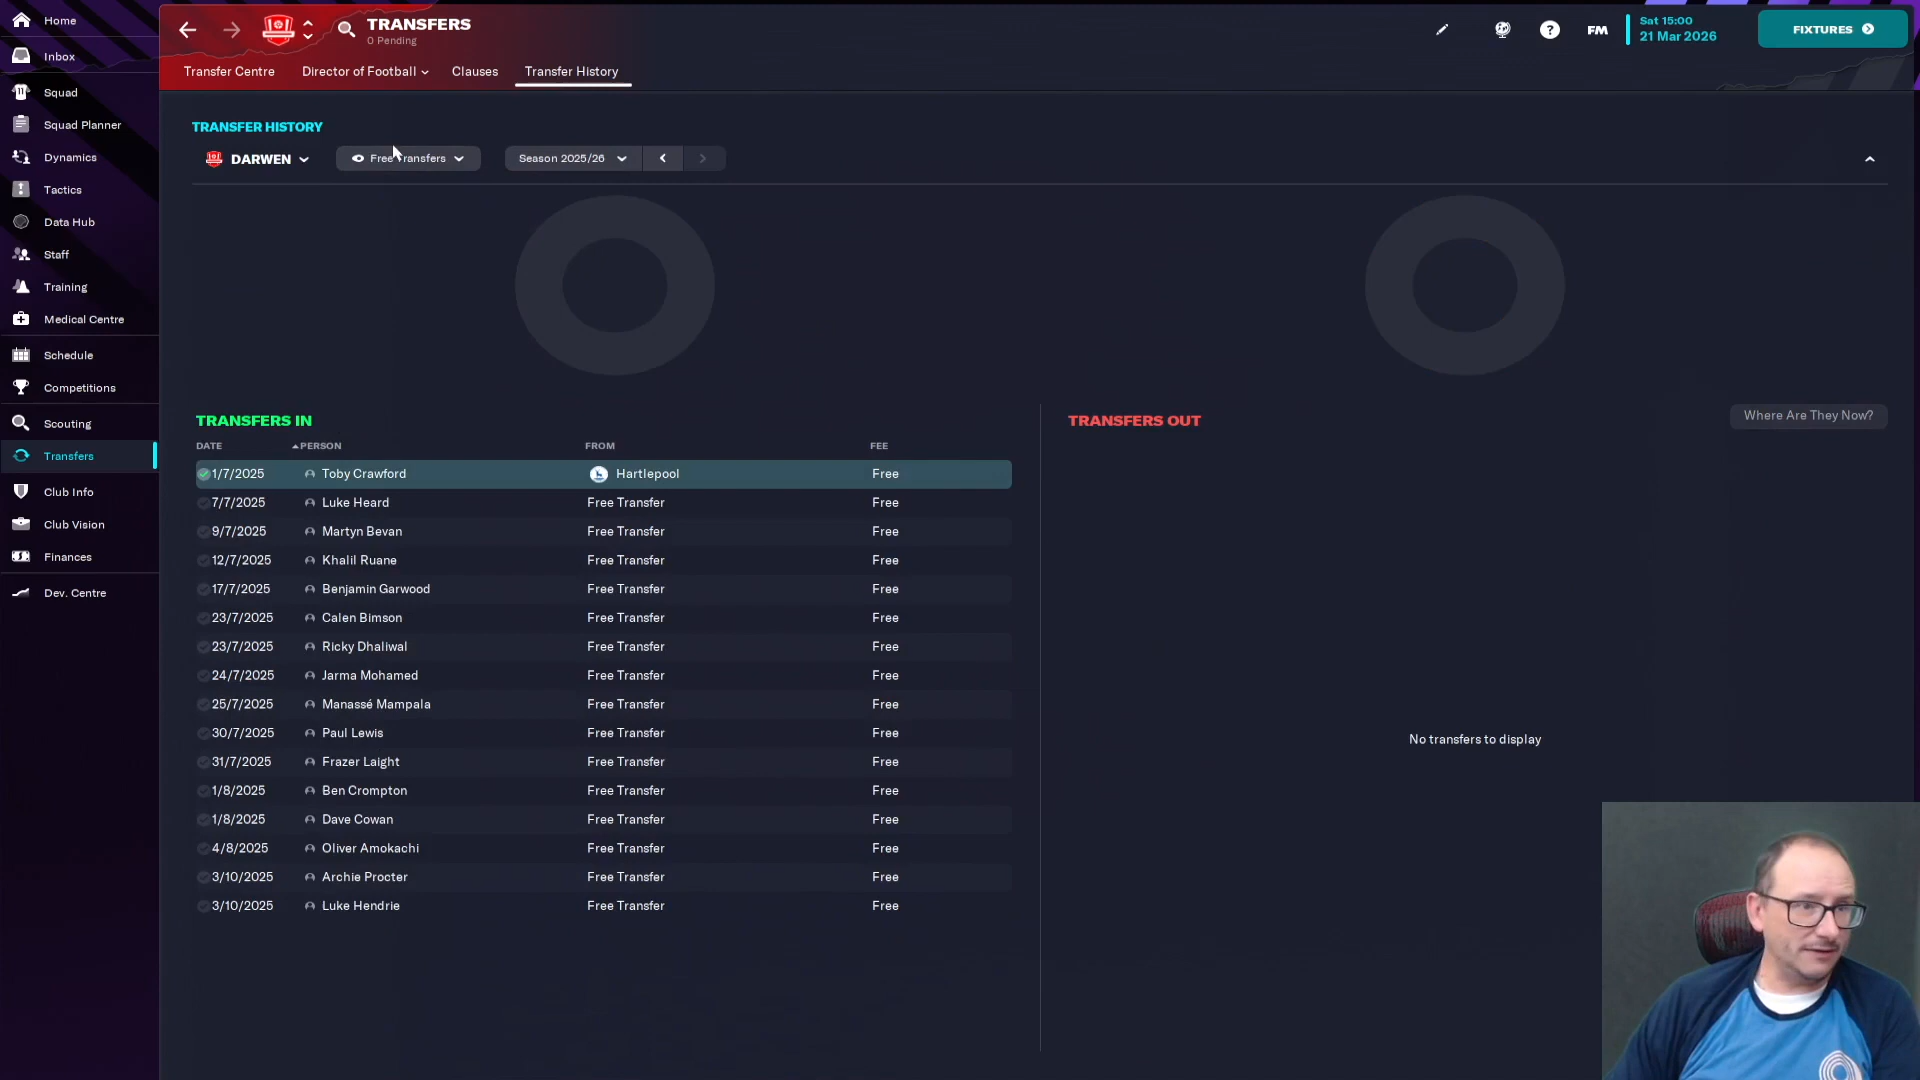 Home
Inbox
Squad
Squad Planner
Dynamics
Tactics
Data Hub
Staff
Training
Medical Centre
Schedule
Competitions
Scouting
Transfers
Club Info
Club Vision
Finances
Dev. Centre
TRANSFERS
0 Pending
? FM
Sat 15:00
21 Mar 2026
FIXTURES
Transfer Centre Director of Football Clauses Transfer History
TRANSFER HISTORY
DARWEN Free Transfers Season 2025/26
TRANSFERS IN
DATE PERSON FROM FEE
1/7/2025 Toby Crawford Hartlepool Free
7/7/2025 Luke Heard Free Transfer Free
9/7/2025 Martyn Bevan Free Transfer Free
12/7/2025 Khalil Ruane Free Transfer Free
17/7/2025 Benjamin Garwood Free Transfer Free
23/7/2025 Calen Bimson Free Transfer Free
23/7/2025 Ricky Dhaliwal Free Transfer Free
24/7/2025 Jarma Mohamed Free Transfer Free
25/7/2025 Manassé Mampala Free Transfer Free
30/7/2025 Paul Lewis Free Transfer Free
31/7/2025 Frazer Laight Free Transfer Free
1/8/2025 Ben Crompton Free Transfer Free
1/8/2025 Dave Cowan Free Transfer Free
4/8/2025 Oliver Amokachi Free Transfer Free
3/10/2025 Archie Procter Free Transfer Free
3/10/2025 Luke Hendrie Free Transfer Free
TRANSFERS OUT
Where Are They Now?
No transfers to display